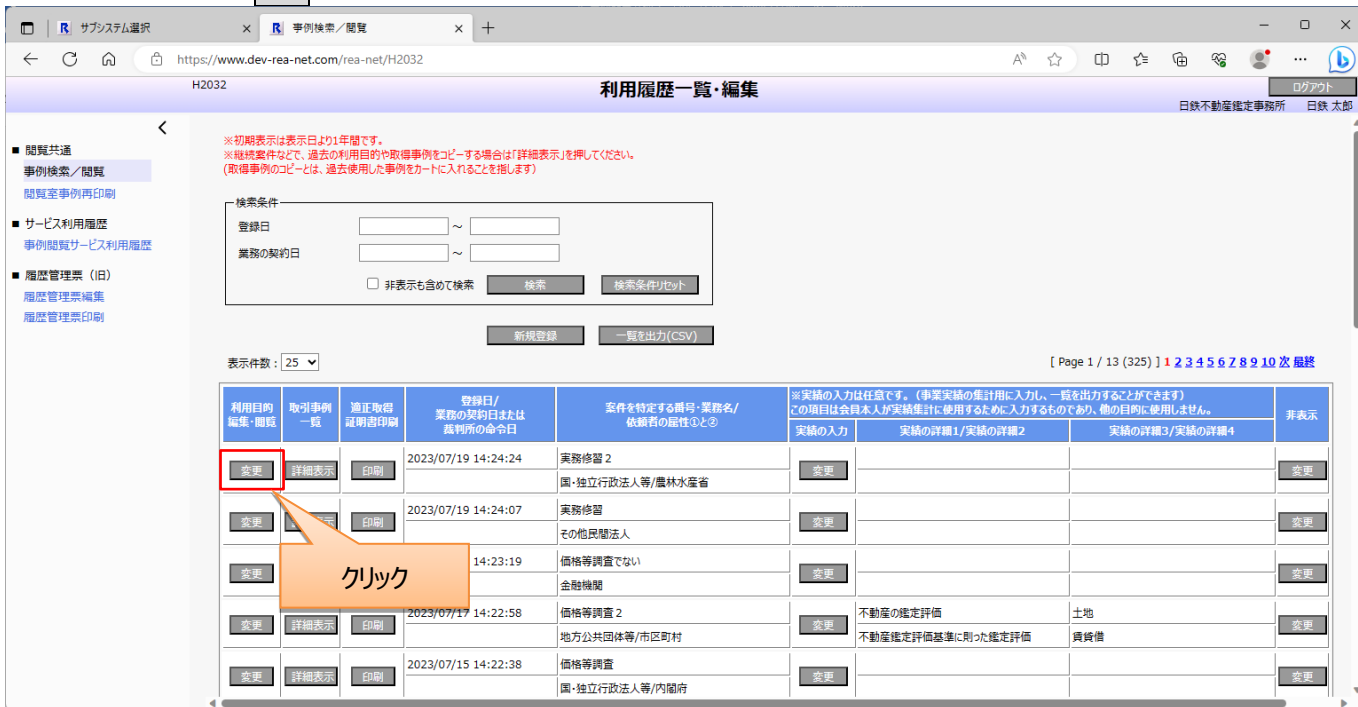 サブシステム選択
事例検索／閲覧
https://www.dev-rea-net.com/rea-net/H2032
H2032
利用履歴一覧・編集
ログアウト
日鉄不動産鑑定事務所 日鉄 太郎
■ 閲覧共通
事例検索／閲覧
閲覧室事例再印刷
■ サービス利用履歴
事例閲覧サービス利用履歴
■ 履歴管理票（旧）
履歴管理票編集
履歴管理票印刷
※初期表示は表示日より1年間です。
※継続案件などで、過去の利用目的や取得事例をコピーする場合は「詳細表示」を押してください。
(取得事例のコピーとは、過去使用した事例をカートに入れることを指します)
検索条件
登録日 ～
業務の契約日 ～
非表示も含めて検索 検索 検索条件リセット
新規登録 一覧を出力(CSV)
表示件数： 25
[ Page 1 / 13 (325) ] 1 2 3 4 5 6 7 8 9 10 次 最終
利用目的
編集・閲覧
取引事例
一覧
適正取得
証明書印刷
登録日/
業務の契約日または
裁判所の命令日
案件を特定する番号・業務名/
依頼者の属性①と②
※実績の入力は任意です。（事業実績の集計用に入力し、一覧を出力することができます）
この項目は会員本人が実績集計に使用するために入力するものであり、他の目的に使用しません。
実績の入力 実績の詳細1/実績の詳細2 実績の詳細3/実績の詳細4
非表示
変更 詳細表示 印刷 2023/07/19 14:24:24 実務修習２ 変更 変更
国・独立行政法人等/農林水産省
変更 印刷 2023/07/19 14:24:07 実務修習 変更 変更
その他民間法人
変更 14:23:19 価格等調査でない 変更 変更
金融機関
クリック
変更 詳細表示 印刷 2023/07/17 14:22:58 価格等調査２ 変更 不動産の鑑定評価 土地 変更
地方公共団体等/市区町村 不動産鑑定評価基準に則った鑑定評価 賃貸借
変更 詳細表示 印刷 2023/07/15 14:22:38 価格等調査 変更 変更
国・独立行政法人等/内閣府